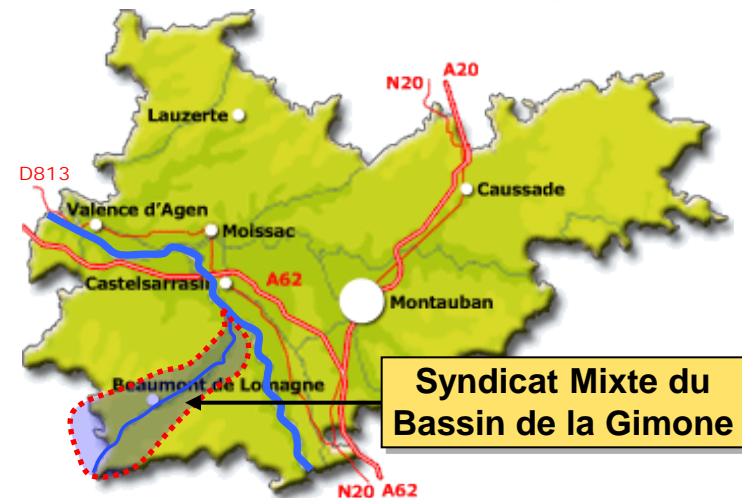 A20
N20
Lauzerte
D813
Caussade
Valence d'Agen
Moissac
A62
Castelsarrasin
Montauban
Beaumont de Lomagne
Syndicat Mixte du
Bassin de la Gimone
N20 A62